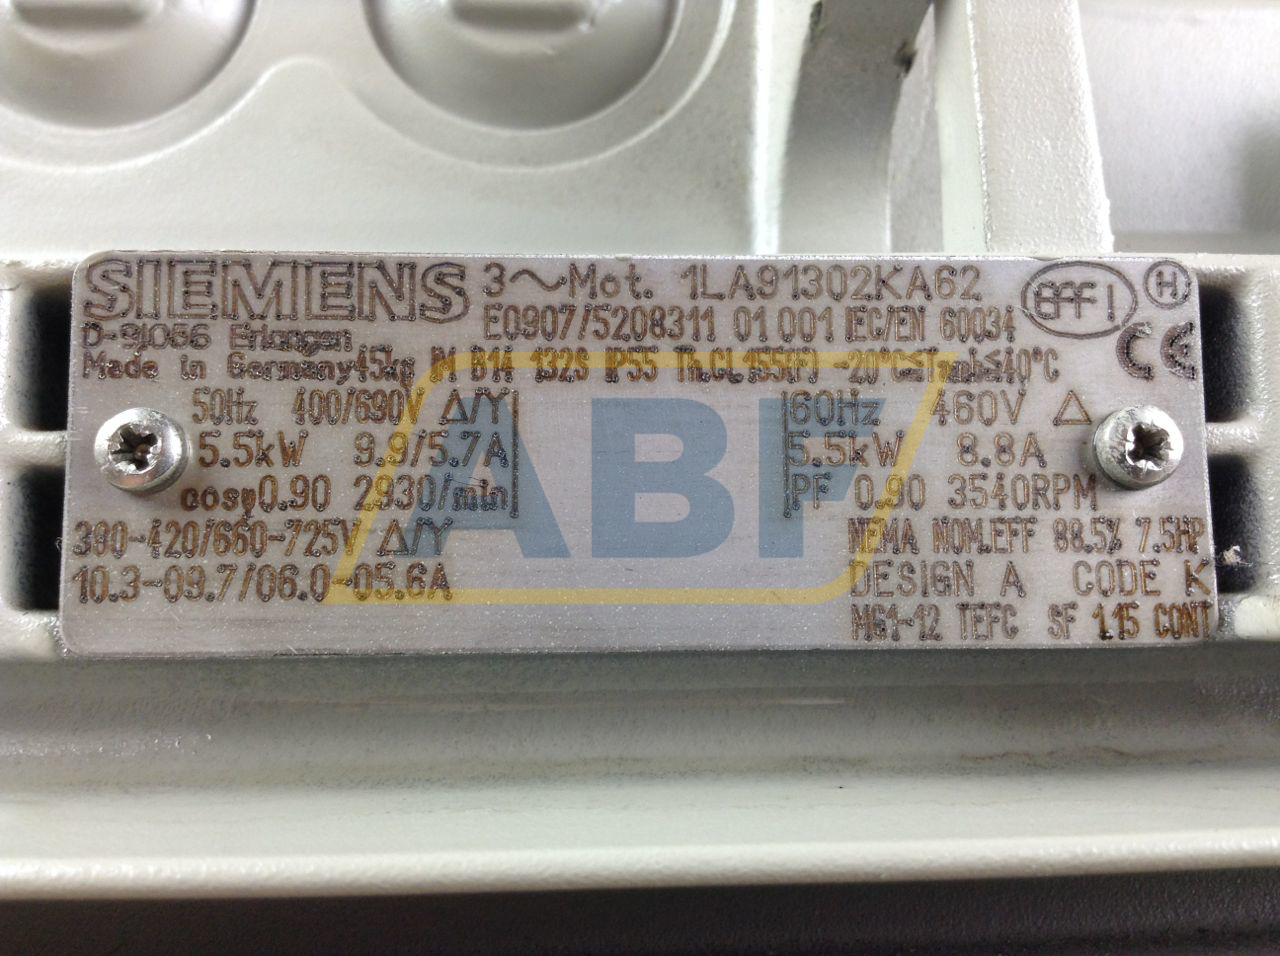 SIEMENS 3~Mot. 1LA91302KA62 EFF1 H
D-91056 Erlangen E0907/5208311 01 001 IEC/EN 60034 CE
Made in Germany 45kg IM B14 132S IP55 Th.CL.155(F) -20°C≤Tamb≤40°C
50Hz 400/690V Δ/Y 60Hz 460V Δ
5.5kW 9.9/5.7A 5.5kW 8.8A
cosφ0.90 2930/min PF 0.90 3540RPM
380-420/660-725V Δ/Y NEMA NOM.EFF 88.5% 7.5HP
10.3-09.7/06.0-05.6A DESIGN A CODE K
MG1-12 TEFC SF 1.15 CONT
ABF